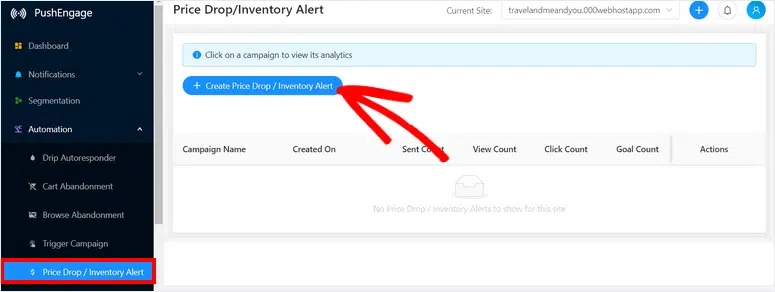 PushEngage
Price Drop/Inventory Alert
Current Site:
travelandmeandyou.000webhostapp.com
Dashboard
Notifications
Segmentation
Automation
Drip Autoresponder
Cart Abandonment
Browse Abandonment
Trigger Campaign
Price Drop / Inventory Alert
Click on a campaign to view its analytics
+ Create Price Drop / Inventory Alert
Campaign Name Created On Sent Count View Count Click Count Goal Count Actions
No Price Drop / Inventory Alerts to show for this site